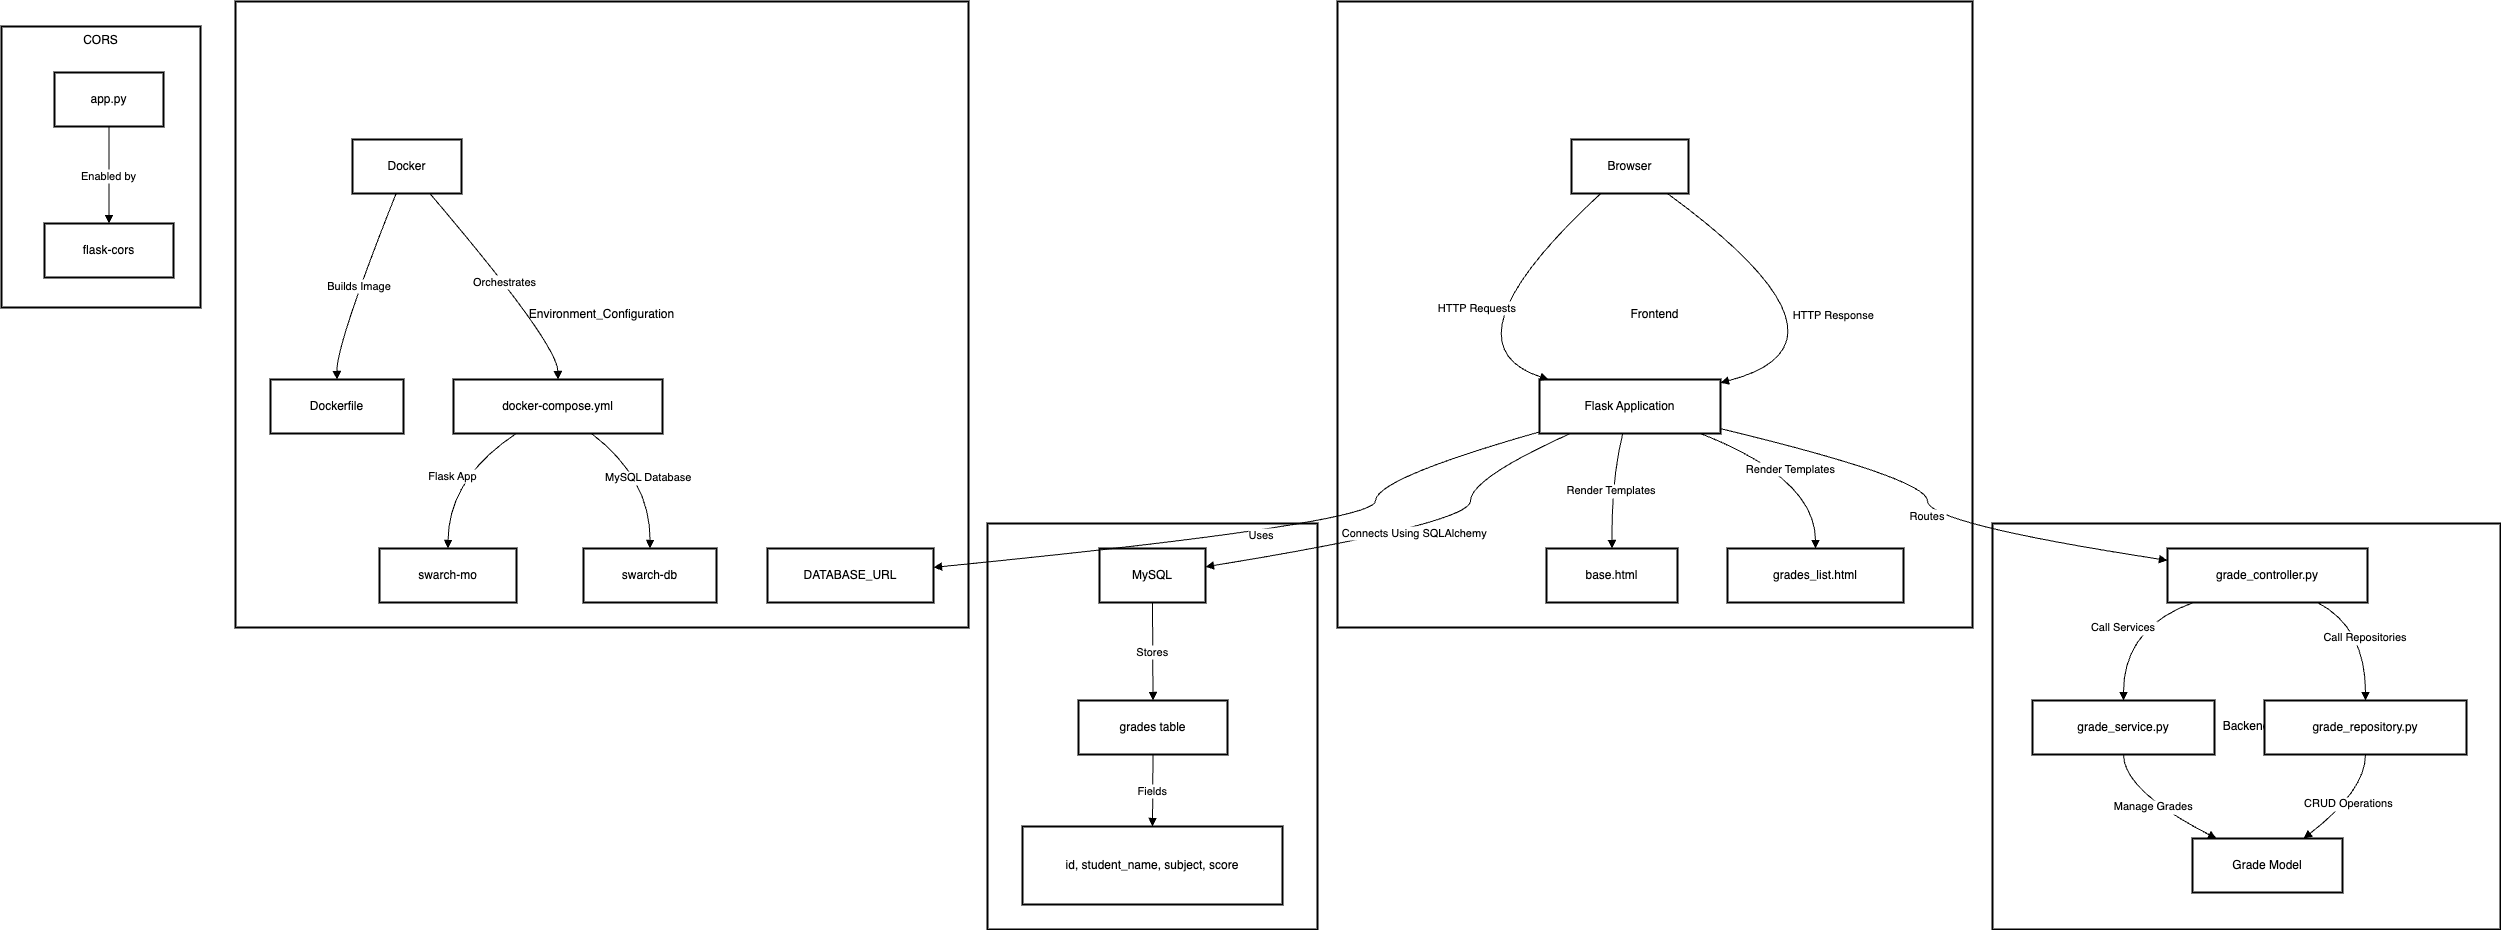 CORS
app.py
Enabled by
flask-cors
Docker
Builds Image
Orchestrates
Environment_Configuration
Dockerfile
docker-compose.yml
Flask App
MySQL Database
swarch-mo
swarch-db
DATABASE_URL
Browser
HTTP Requests
Frontend
HTTP Response
Flask Application
Uses
Connects Using SQLAlchemy
Render Templates
Render Templates
Routes
base.html
grades_list.html
MySQL
Stores
grades table
Fields
id, student_name, subject, score
grade_controller.py
Call Services
Call Repositories
grade_service.py
Backen
grade_repository.py
Manage Grades
CRUD Operations
Grade Model